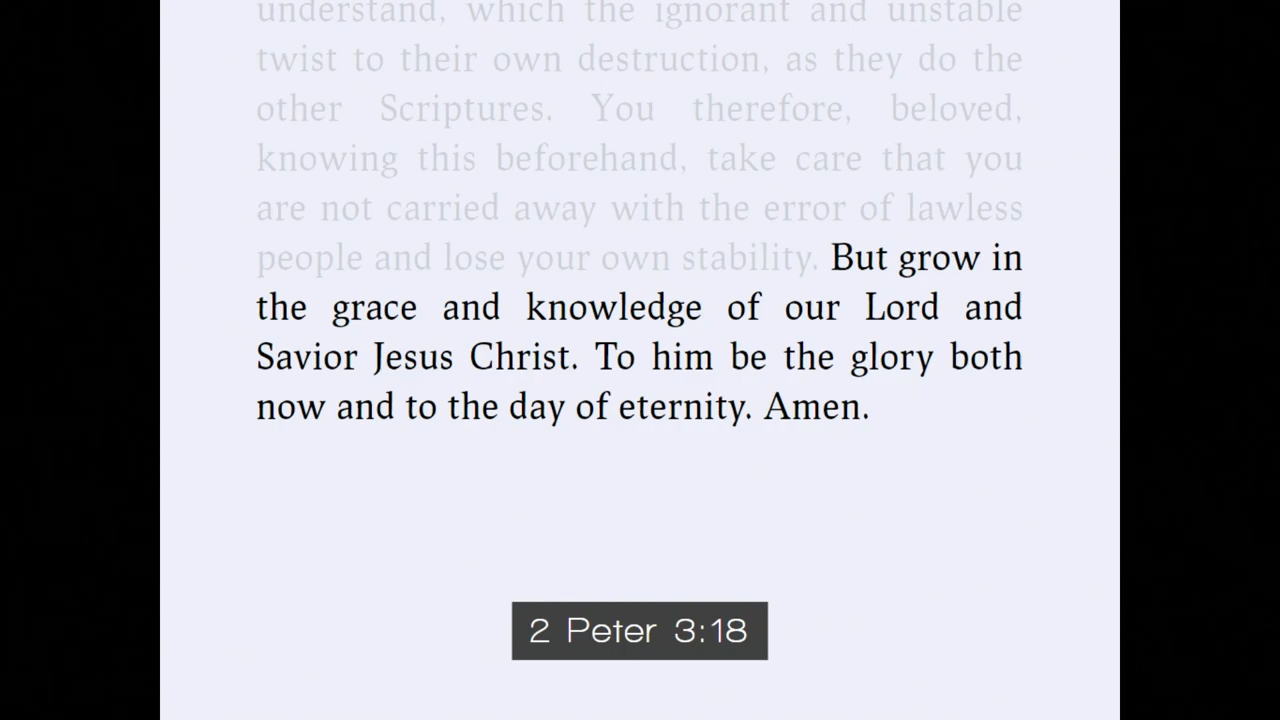 understand, which the ignorant and unstable
twist to their own destruction, as they do the
other Scriptures. You therefore, beloved,
knowing this beforehand, take care that you
are not carried away with the error of lawless
people and lose your own stability. But grow in
the grace and knowledge of our Lord and
Savior Jesus Christ. To him be the glory both
now and to the day of eternity. Amen.
2 Peter 3:18